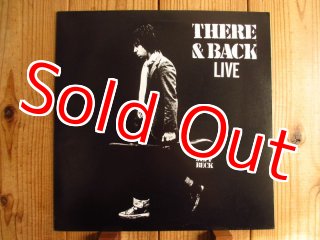 THERE
& BACK
LIVE
Sold Out
BECK